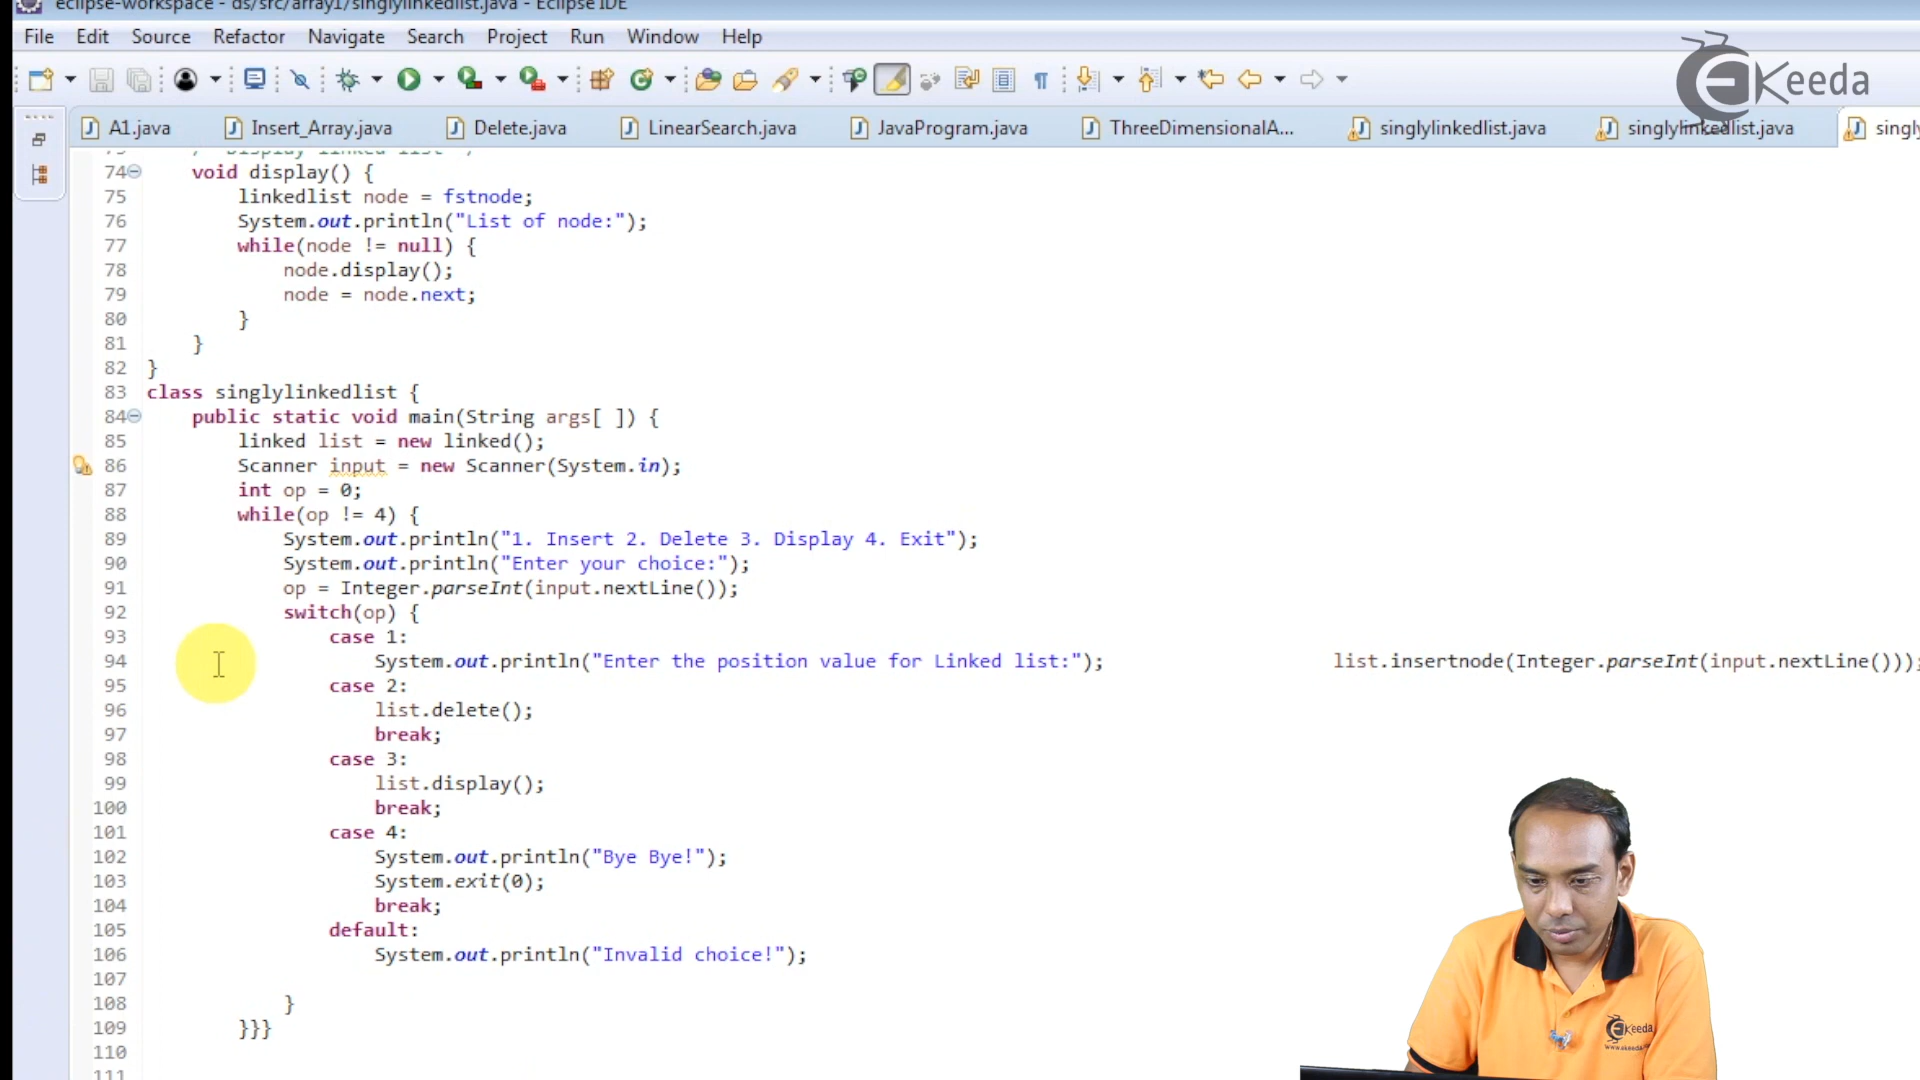 eclipse-workspace - ds/src/array1/singlylinkedlist.java - Eclipse IDE
File Edit Source Refactor Navigate Search Project Run Window Help
EKeeda
A1.java Insert_Array.java Delete.java LinearSearch.java JavaProgram.java ThreeDimensionalA... singlylinkedlist.java singlylinkedlist.java singly
74 void display() {
75 linkedlist node = fstnode;
76 System.out.println("List of node:");
77 while(node != null) {
78 node.display();
79 node = node.next;
80 }
81 }
82 }
83 class singlylinkedlist {
84 public static void main(String args[ ]) {
85 linked list = new linked();
86 Scanner input = new Scanner(System.in);
87 int op = 0;
88 while(op != 4) {
89 System.out.println("1. Insert 2. Delete 3. Display 4. Exit");
90 System.out.println("Enter your choice:");
91 op = Integer.parseInt(input.nextLine());
92 switch(op) {
93 case 1:
94 System.out.println("Enter the position value for Linked list:"); list.insertnode(Integer.parseInt(input.nextLine()));
95 case 2:
96 list.delete();
97 break;
98 case 3:
99 list.display();
100 break;
101 case 4:
102 System.out.println("Bye Bye!");
103 System.exit(0);
104 break;
105 default:
106 System.out.println("Invalid choice!");
107
108 }
109 }}}
110
111
EKeeda